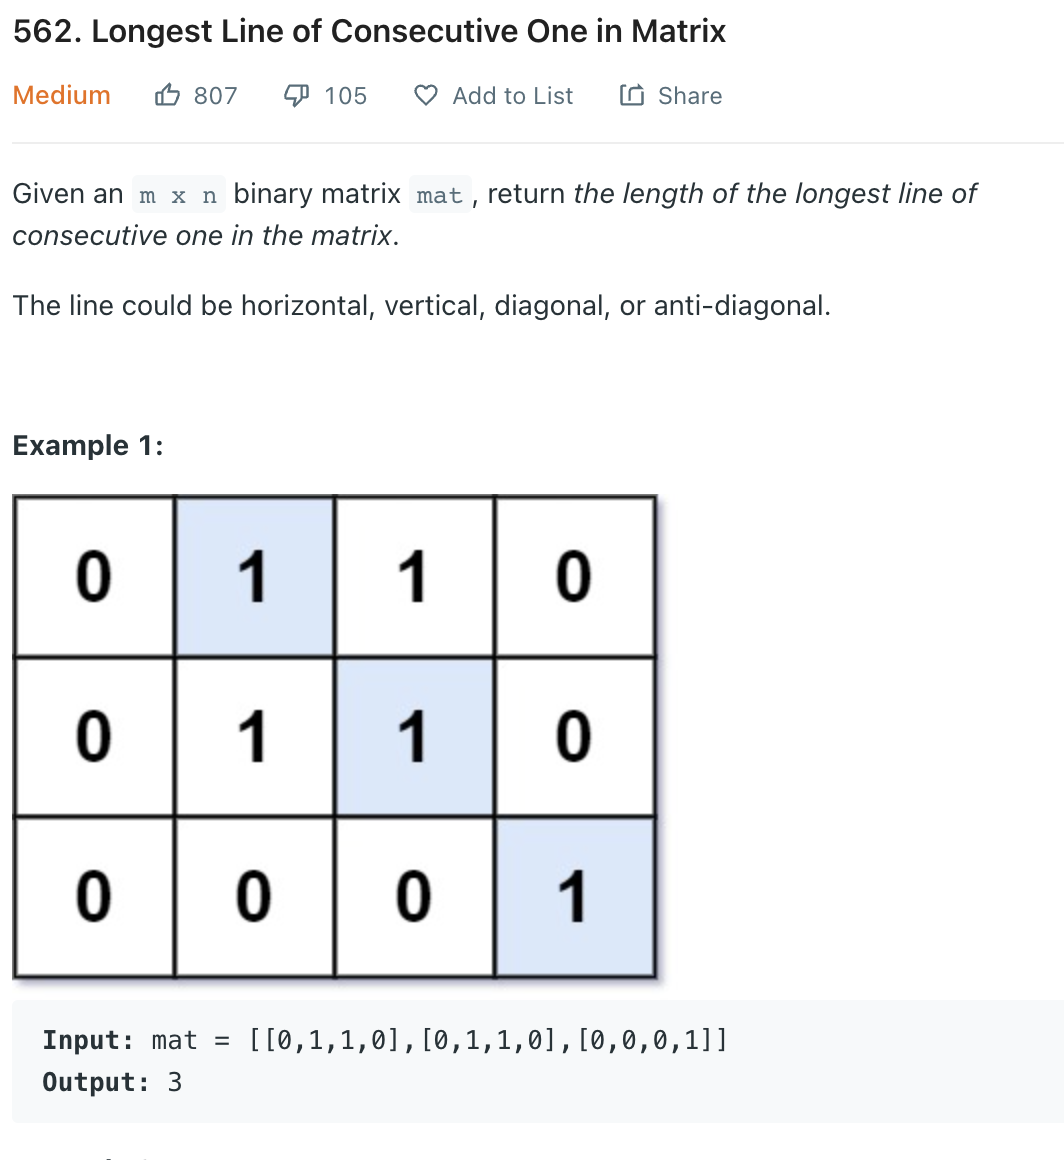 562. Longest Line of Consecutive One in Matrix
Medium 807 105 Add to List Share
Given an m x n binary matrix mat , return the length of the longest line of
consecutive one in the matrix.
The line could be horizontal, vertical, diagonal, or anti-diagonal.
Example 1:
0 1 1 0
0 1 1 0
0 0 0 1
Input: mat = [[0,1,1,0],[0,1,1,0],[0,0,0,1]]
Output: 3